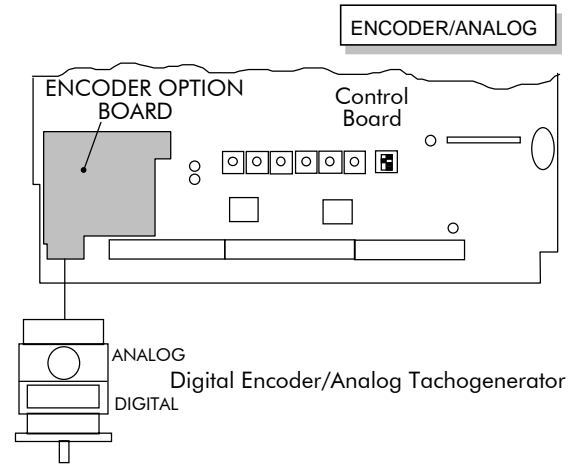 ENCODER/ANALOG
ENCODER OPTION
BOARD
Control
Board
ANALOG
Digital Encoder/Analog Tachogenerator
DIGITAL